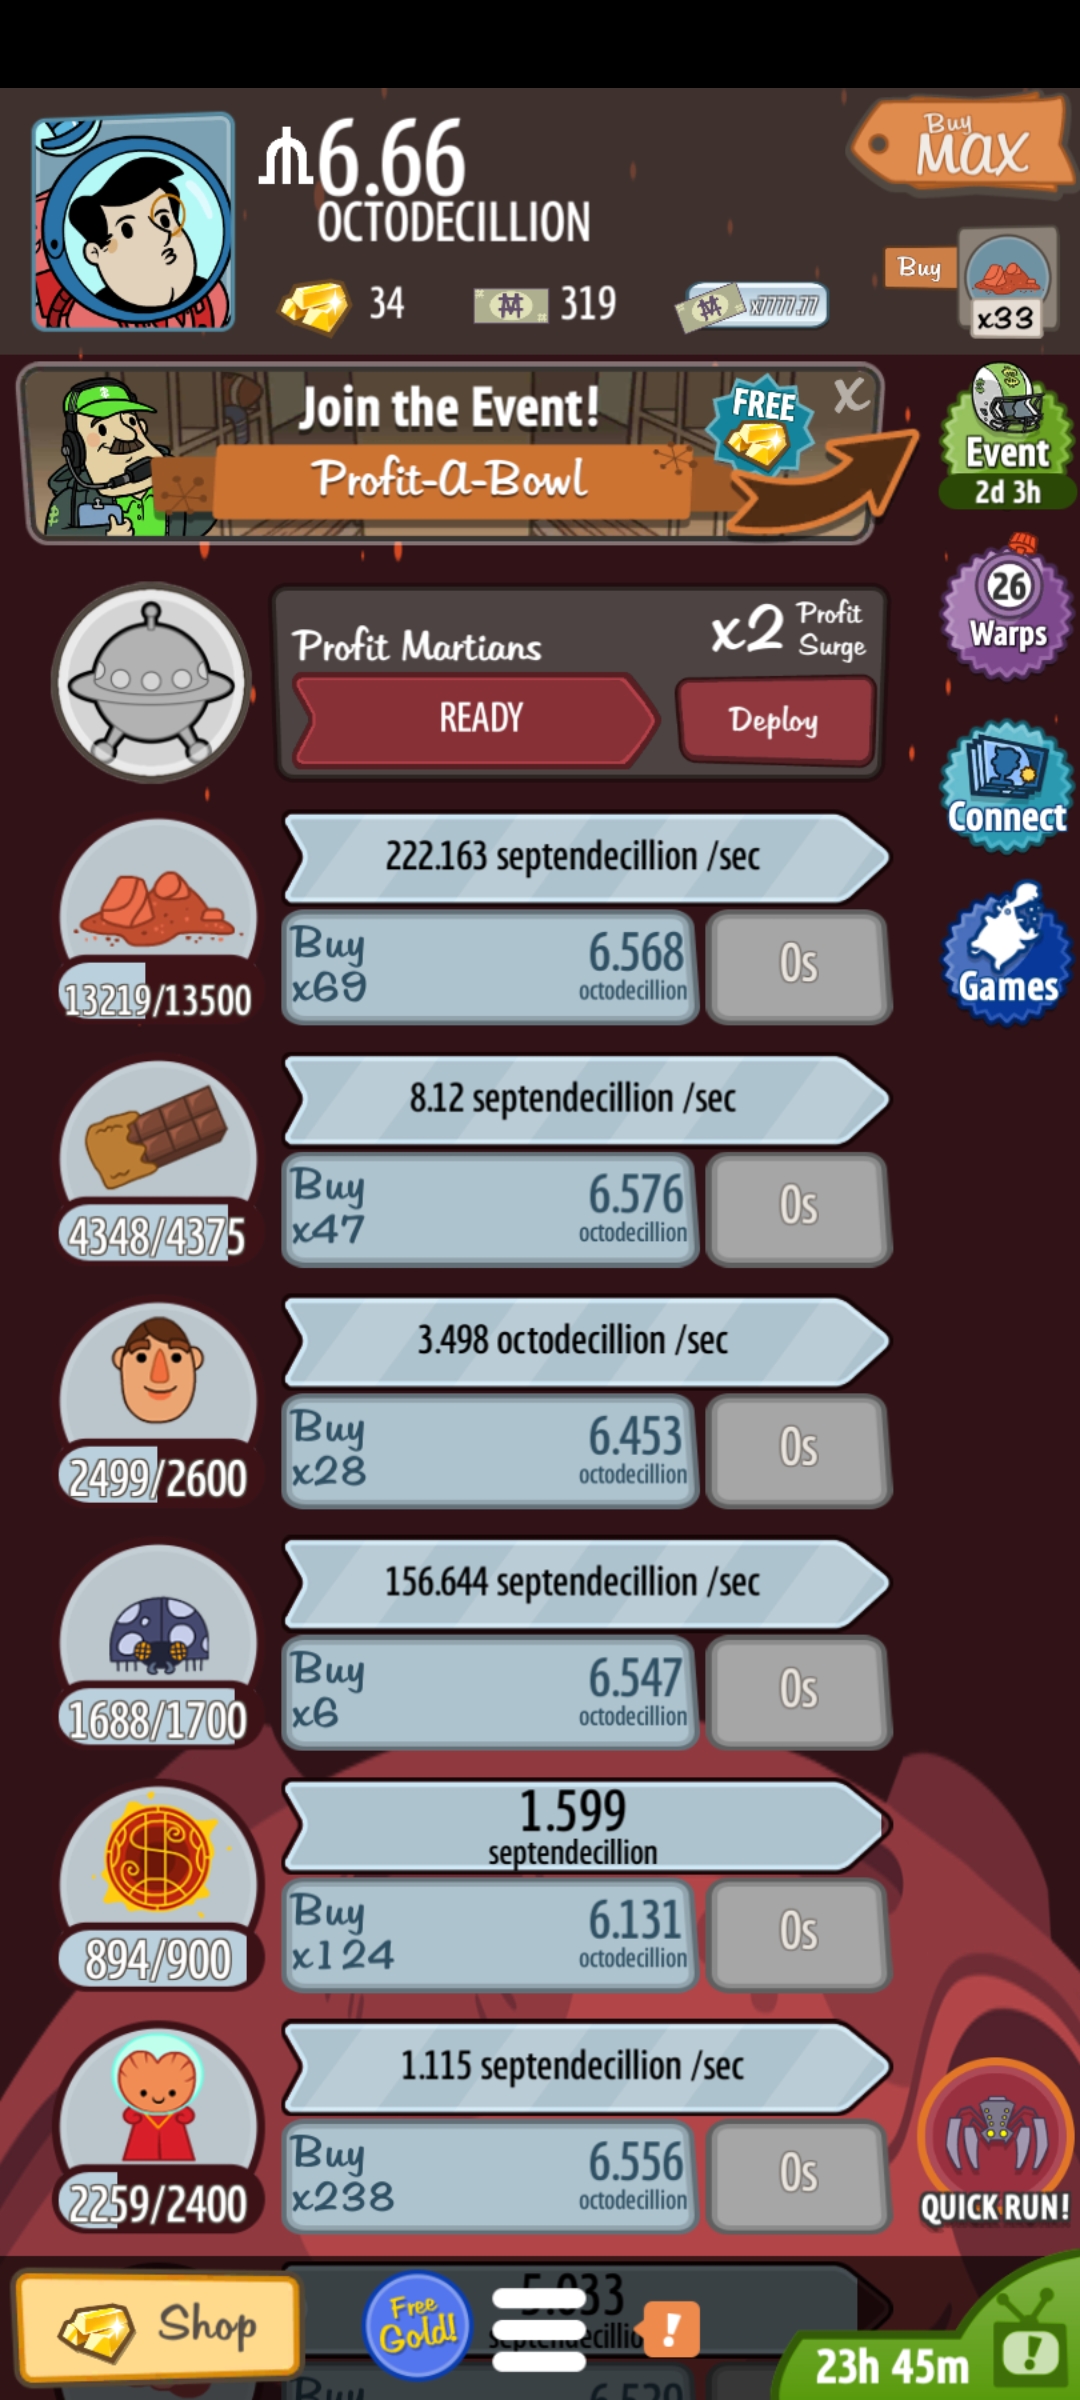 6.66
OCTODECILLION
Buy
MAX
34
319
x7777.77
Buy
x33
Join the Event!
FREE
X
Profit-A-Bowl
Event
2d 3h
Profit Martians
x2 Profit
Surge
READY
Deploy
26
Warps
Connect
Games
222.163 septendecillion /sec
13219/13500
Buy
x69
6.568
octodecillion
0s
8.12 septendecillion /sec
4348/4375
Buy
x47
6.576
octodecillion
0s
3.498 octodecillion /sec
2499/2600
Buy
x28
6.453
octodecillion
0s
156.644 septendecillion /sec
1688/1700
Buy
x6
6.547
octodecillion
0s
1.599
septendecillion
894/900
Buy
x124
6.131
octodecillion
0s
1.115 septendecillion /sec
2259/2400
Buy
x238
6.556
octodecillion
0s
QUICK RUN!
Shop
Free
Gold!
!
23h 45m
!
Buy